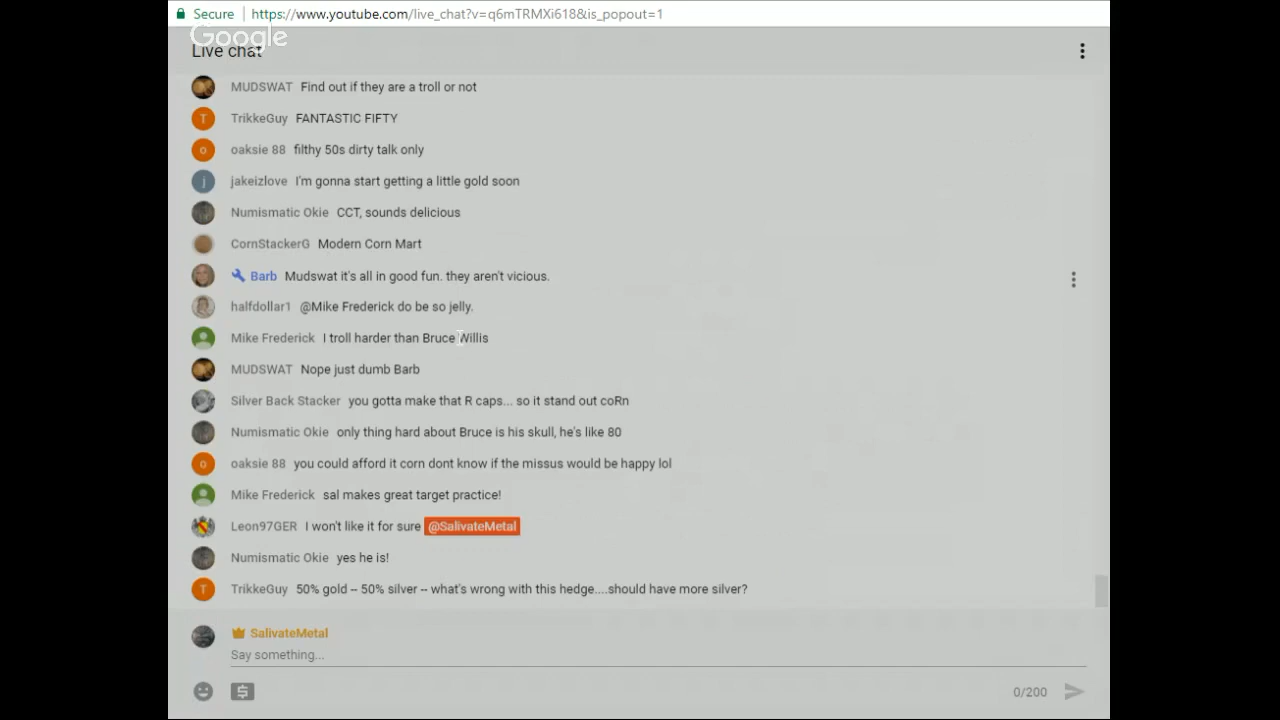 Secure https://www.youtube.com/live_chat?v=q6mTRMXi618&is_popout=1
Google
Live chat
MUDSWAT Find out if they are a troll or not
T TrikkeGuy FANTASTIC FIFTY
o oaksie 88 filthy 50s dirty talk only
j jakeizlove I'm gonna start getting a little gold soon
Numismatic Okie CCT, sounds delicious
CornStackerG Modern Corn Mart
Barb Mudswat it's all in good fun. they aren't vicious.
halfdollar1 @Mike Frederick do be so jelly.
Mike Frederick I troll harder than Bruce Willis
MUDSWAT Nope just dumb Barb
Silver Back Stacker you gotta make that R caps... so it stand out coRn
Numismatic Okie only thing hard about Bruce is his skull, he's like 80
o oaksie 88 you could afford it corn dont know if the missus would be happy lol
Mike Frederick sal makes great target practice!
Leon97GER I won't like it for sure @SalivateMetal
Numismatic Okie yes he is!
T TrikkeGuy 50% gold -- 50% silver -- what's wrong with this hedge....should have more silver?
SalivateMetal
Say something...
$ 0/200